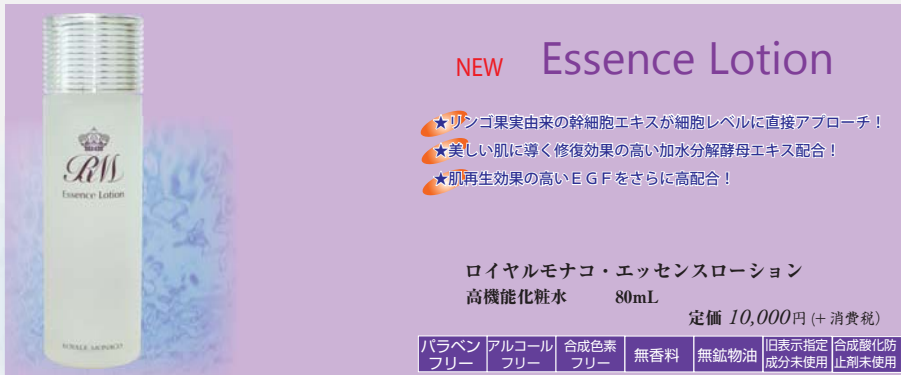 NEW Essence Lotion
★リンゴ果実由来の幹細胞エキスが細胞レベルに直接アプローチ！
★美しい肌に導く修復効果の高い加水分解酵母エキス配合！
★肌再生効果の高いＥＧＦをさらに高配合！
RM
Essence Lotion
ROYALE MONACO
ロイヤルモナコ・エッセンスローション
高機能化粧水 80mL
定価 10,000円 (＋消費税)
パラベンフリー アルコールフリー 合成色素フリー 無香料 無鉱物油 旧表示指定成分未使用 合成酸化防止剤未使用